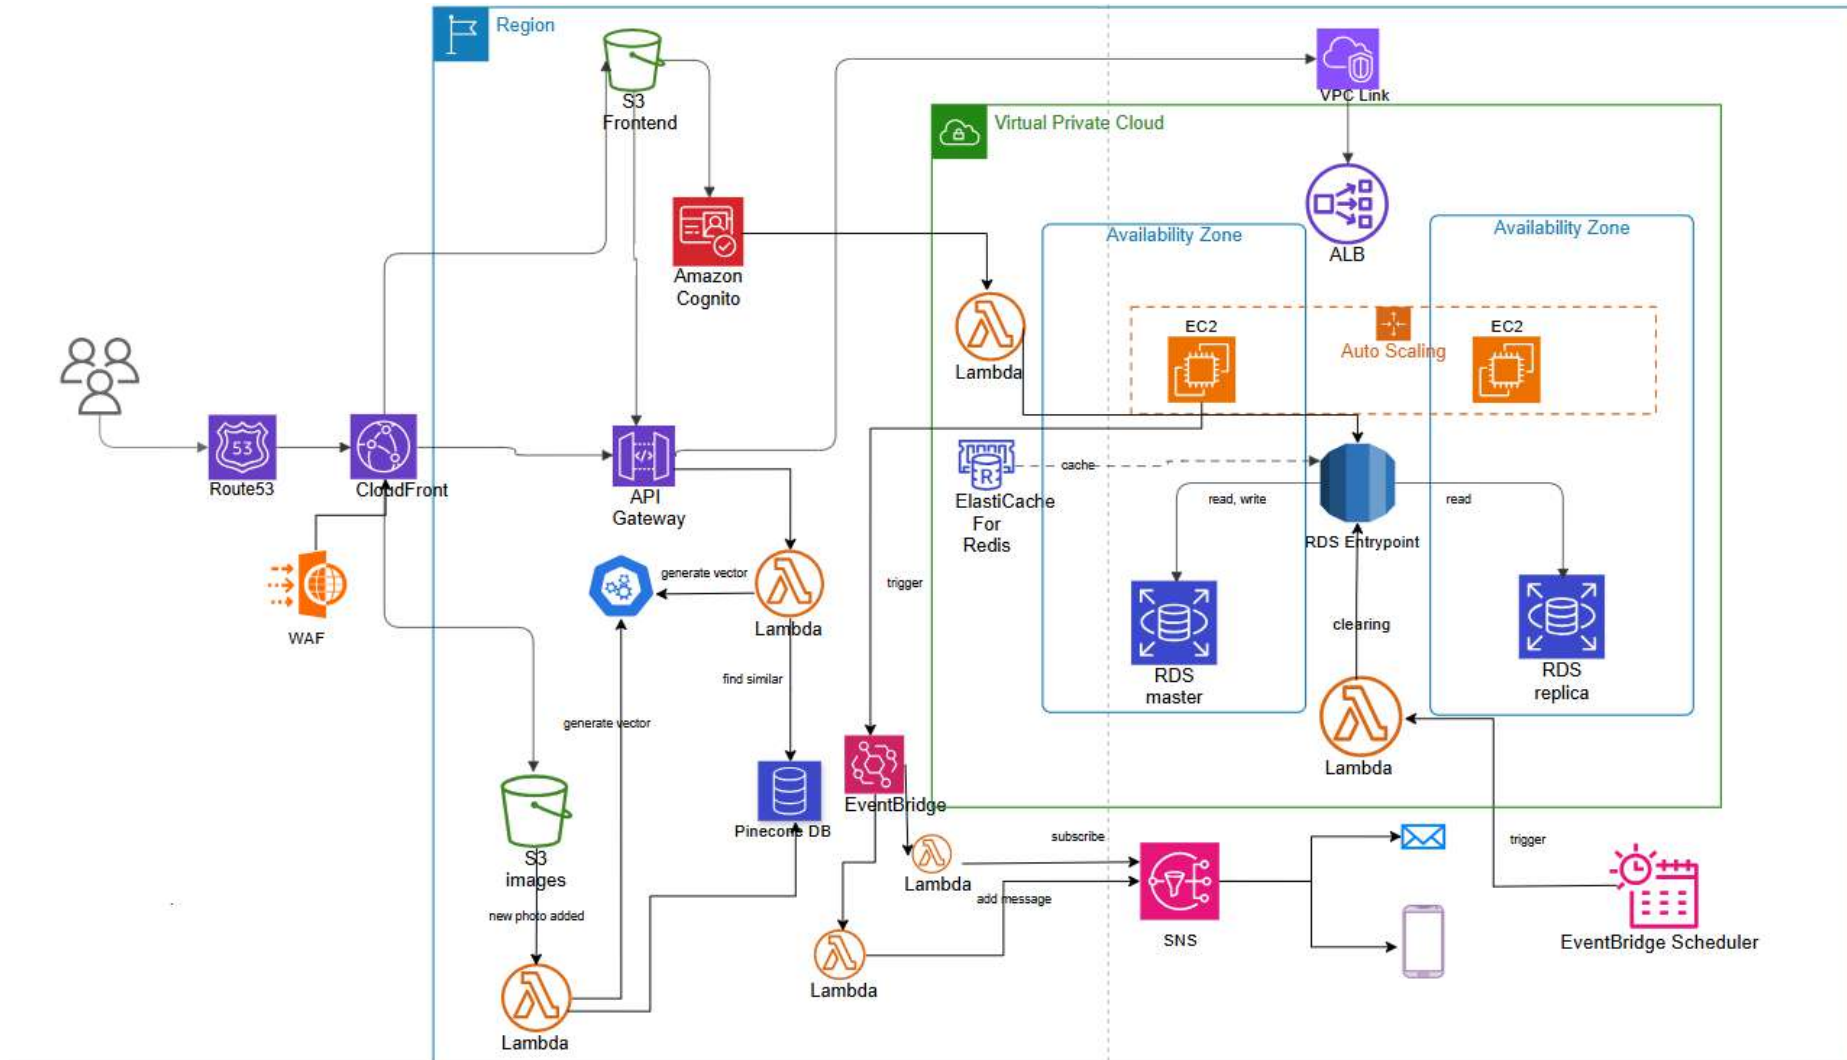 Region
S3
Frontend
VPC Link
Virtual Private Cloud
Amazon
Cognito
Availability Zone
Availability Zone
ALB
Lambda
EC2
EC2
Auto Scaling
53
Route53
CloudFront
API
Gateway
R
ElastiCache
For
Redis
cache
read, write
read
RDS Entrypoint
WAF
generate vector
Lambda
trigger
clearing
RDS
master
RDS
replica
find similar
generate vector
Lambda
Pinecone DB
EventBridge
S3
images
new photo added
Lambda
subscribe
add message
Lambda
Lambda
SNS
trigger
EventBridge Scheduler